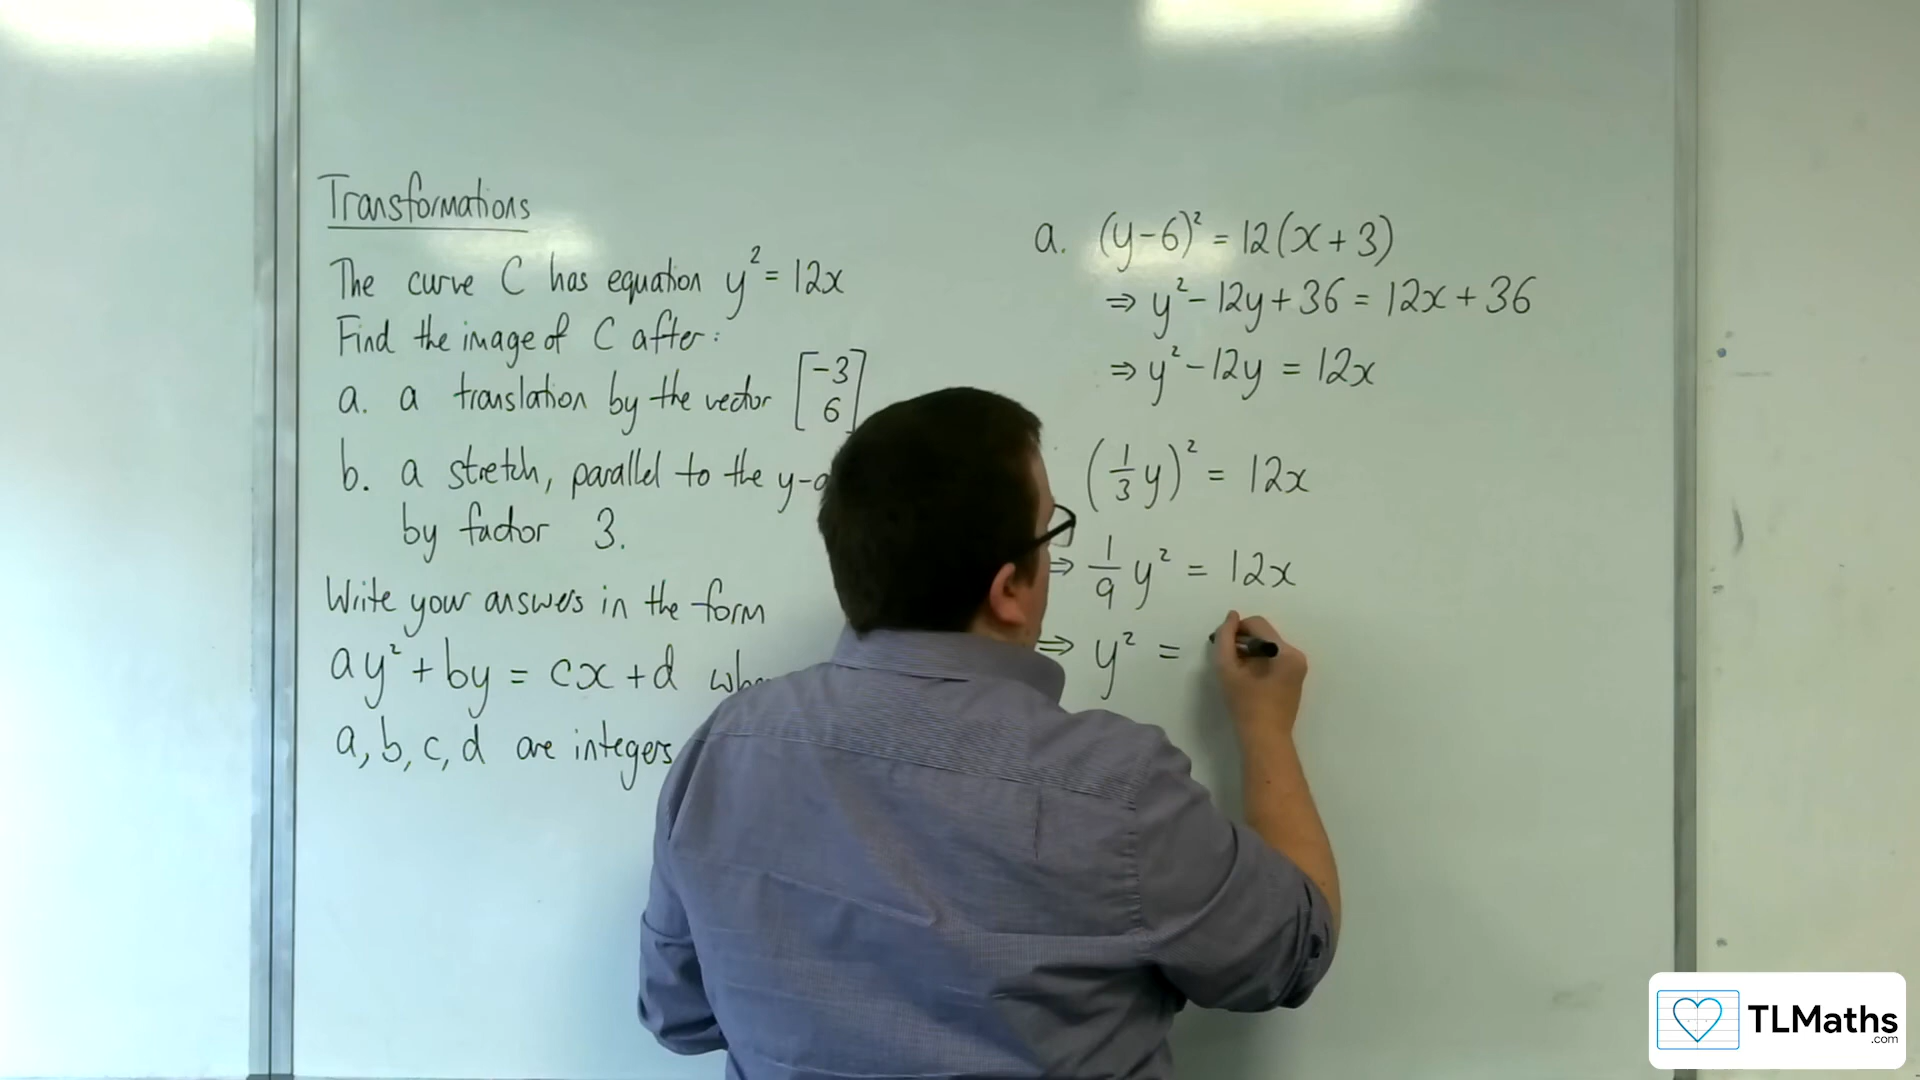 Transformations
The curve C has equation y² = 12x
Find the image of C after:
a. a translation by the vector [-3 6]
b. a stretch, parallel to the y-
by factor 3.
Write your answers in the form
ay² + by = cx + d
a, b, c, d are integers
a. (y-6)² = 12(x+3)
⇒ y² - 12y + 36 = 12x + 36
⇒ y² - 12y = 12x
(1/3 y)² = 12x
⇒ 1/9 y² = 12x
⇒ y² =
TLMaths
.com